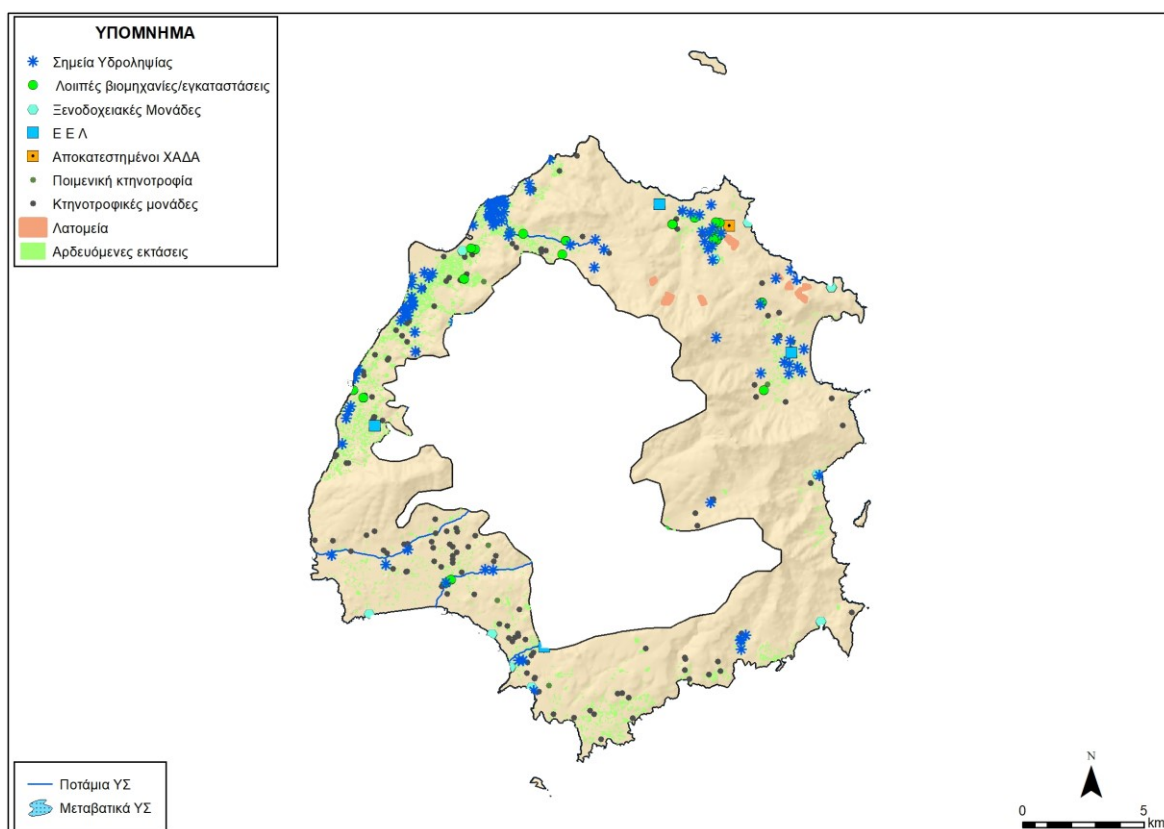 ΥΠΟΜΝΗΜΑ
Σημεία Υδροληψίας
Λοιπές βιομηχανίες/εγκαταστάσεις
Ξενοδοχειακές Μονάδες
Ε Ε Λ
Αποκατεστημένοι ΧΑΔΑ
Ποιμενική κτηνοτροφία
Κτηνοτροφικές μονάδες
Λατομεία
Αρδευόμενες εκτάσεις
Ποτάμια ΥΣ
Μεταβατικά ΥΣ
N
0 5
km